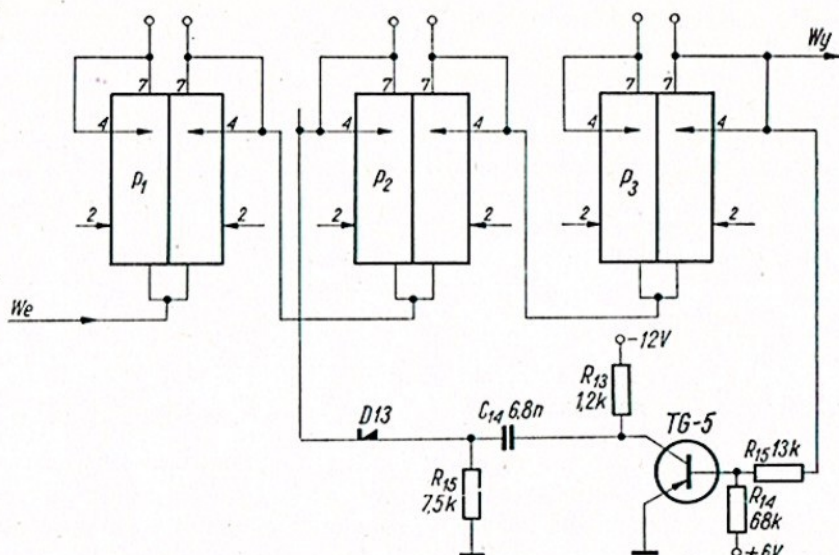 Wy
7 7 7 7 7 7
4 4 4 4 4 4
P1 P2 P3
2 2 2 2 2 2
We
-12V
R13
1,2k
D13
C14 6,8n
TG-5
R15 13k
R15
7,5k
R14
68k
+6V